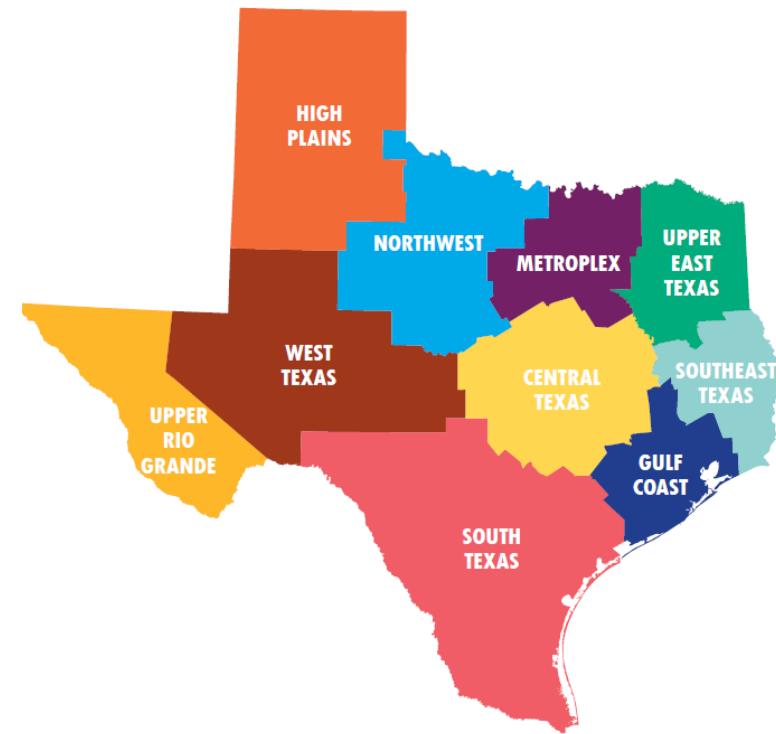 HIGH
PLAINS
NORTHWEST
METROPLEX
UPPER
EAST
TEXAS
WEST
TEXAS
CENTRAL
TEXAS
SOUTHEAST
TEXAS
UPPER
RIO
GRANDE
GULF
COAST
SOUTH
TEXAS